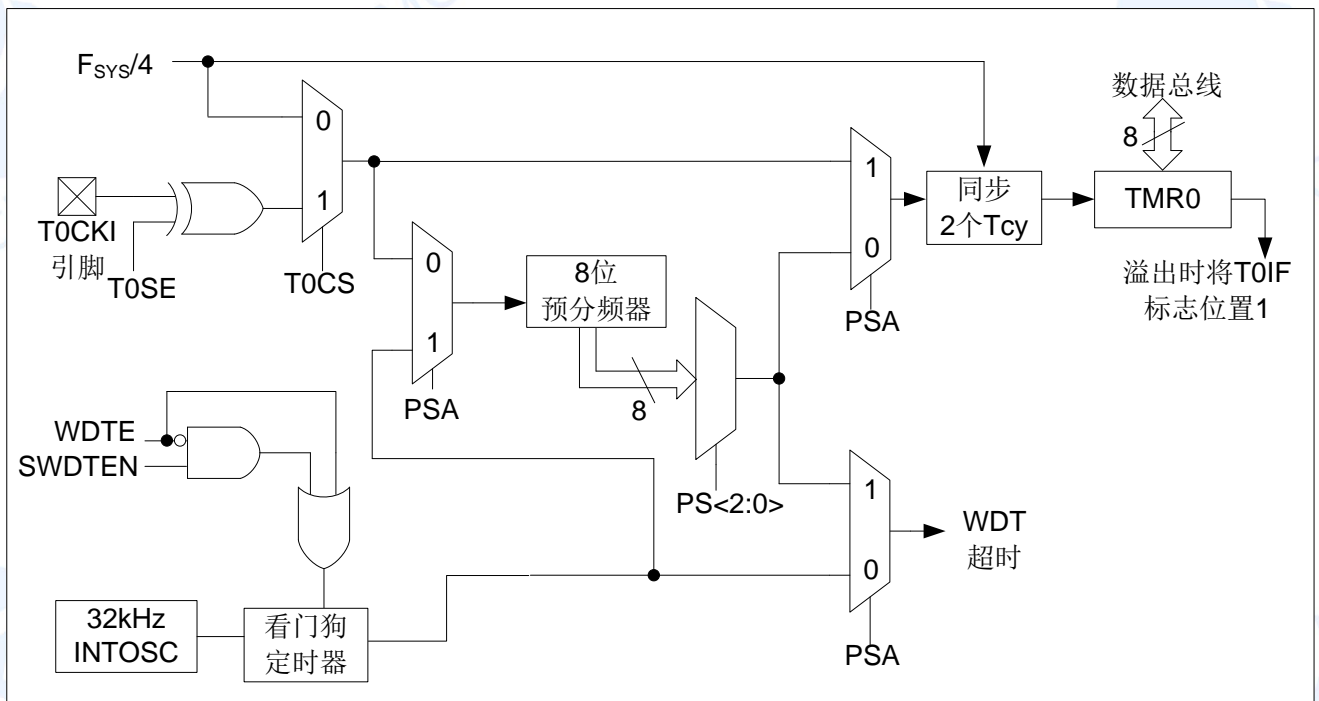 FSYS/4
数据总线
8
0
1
T0CKI
引脚
T0SE
T0CS
1
0
PSA
同步
2个Tcy
TMR0
溢出时将T0IF
标志位置1
0
1
PSA
8位
预分频器
8
PS<2:0>
WDTE
SWDTEN
1
0
PSA
WDT
超时
32kHz
INTOSC
看门狗
定时器